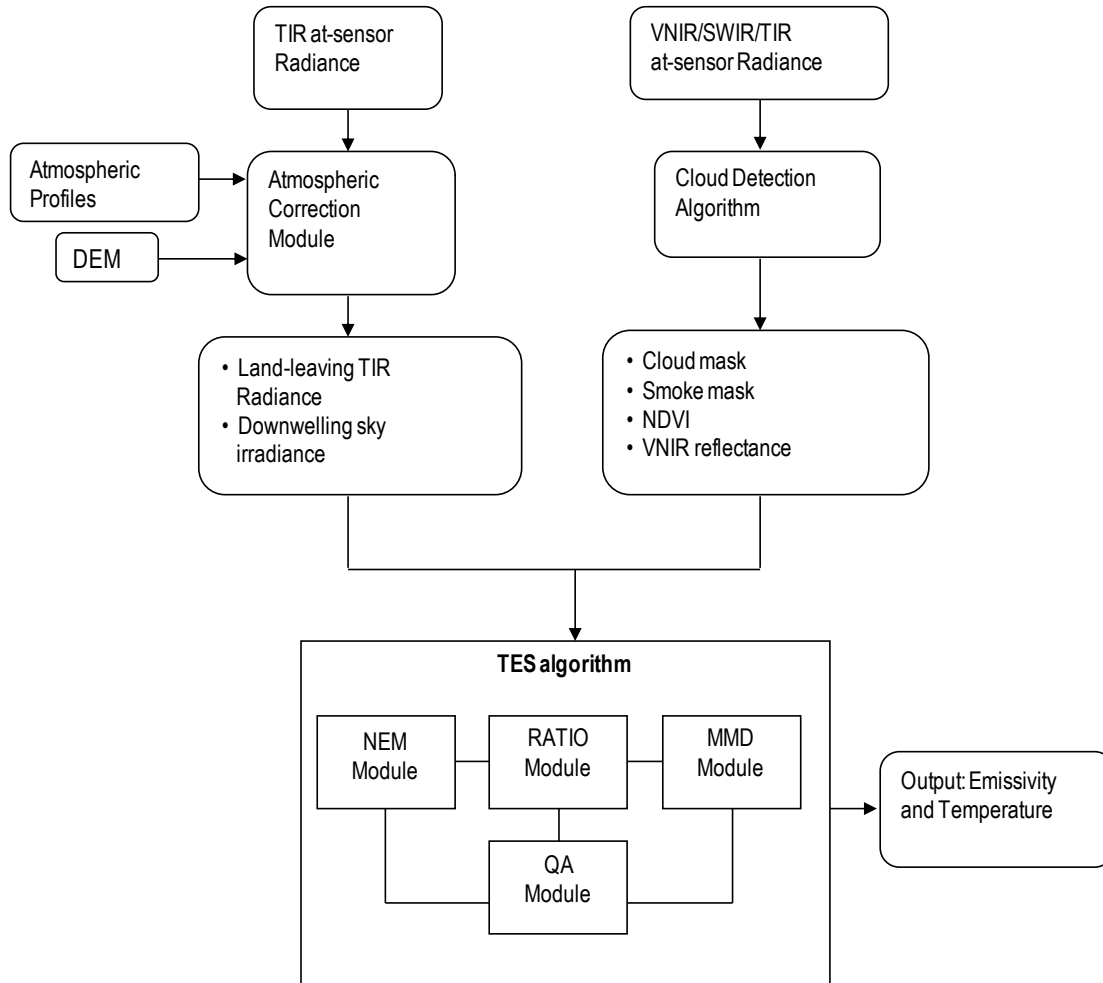 TIR at-sensor
Radiance
VNIR/SWIR/TIR
at-sensor Radiance
Atmospheric
Profiles
DEM
Atmospheric
Correction
Module
Cloud Detection
Algorithm
• Land-leaving TIR
Radiance
• Downwelling sky
irradiance
• Cloud mask
• Smoke mask
• NDVI
• VNIR reflectance
TES algorithm
NEM
Module
RATIO
Module
MMD
Module
QA
Module
Output: Emissivity
and Temperature